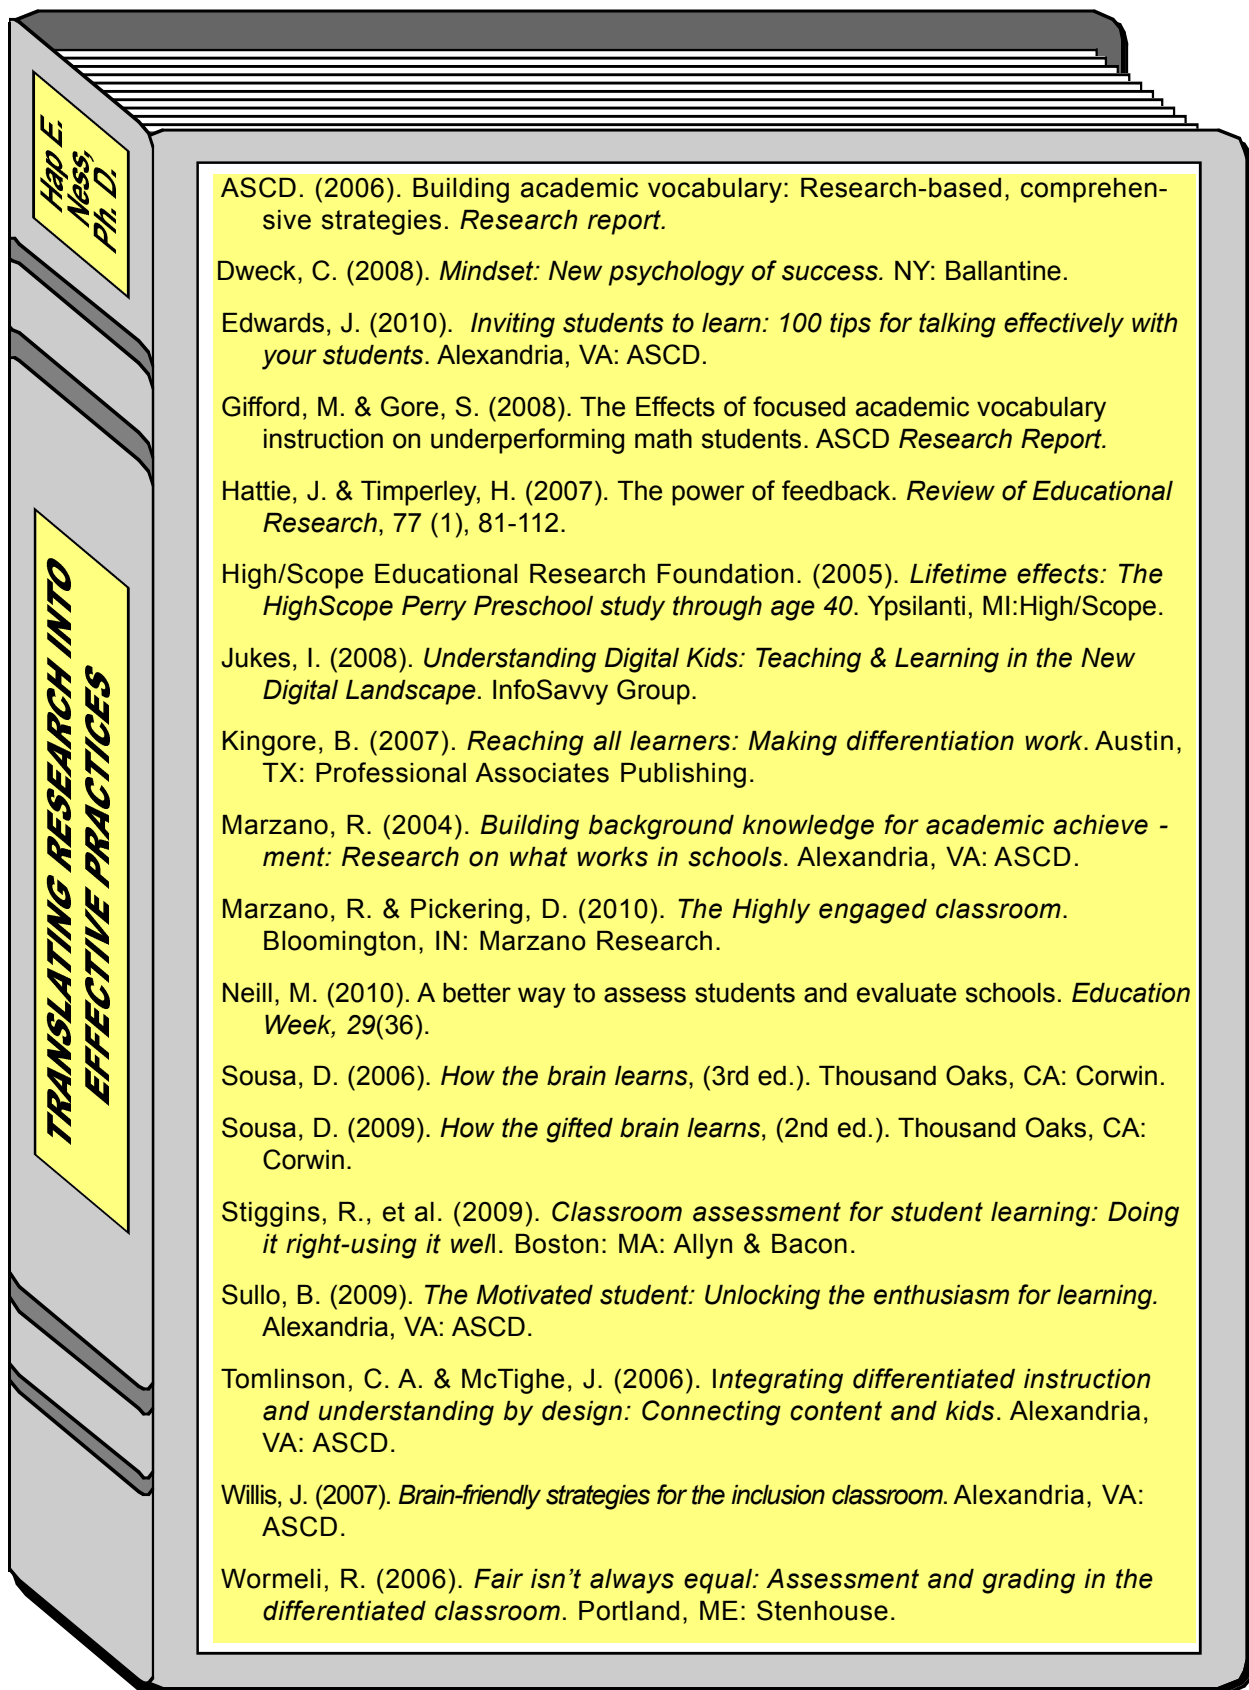 Hap E.
Ness,
Ph. D.
TRANSLATING RESEARCH INTO
EFFECTIVE PRACTICES
ASCD. (2006). Building academic vocabulary: Research-based, comprehen-
sive strategies. Research report.
Dweck, C. (2008). Mindset: New psychology of success. NY: Ballantine.
Edwards, J. (2010). Inviting students to learn: 100 tips for talking effectively with
your students. Alexandria, VA: ASCD.
Gifford, M. & Gore, S. (2008). The Effects of focused academic vocabulary
instruction on underperforming math students. ASCD Research Report.
Hattie, J. & Timperley, H. (2007). The power of feedback. Review of Educational
Research, 77 (1), 81-112.
High/Scope Educational Research Foundation. (2005). Lifetime effects: The
HighScope Perry Preschool study through age 40. Ypsilanti, MI:High/Scope.
Jukes, I. (2008). Understanding Digital Kids: Teaching & Learning in the New
Digital Landscape. InfoSavvy Group.
Kingore, B. (2007). Reaching all learners: Making differentiation work. Austin,
TX: Professional Associates Publishing.
Marzano, R. (2004). Building background knowledge for academic achieve -
ment: Research on what works in schools. Alexandria, VA: ASCD.
Marzano, R. & Pickering, D. (2010). The Highly engaged classroom.
Bloomington, IN: Marzano Research.
Neill, M. (2010). A better way to assess students and evaluate schools. Education
Week, 29(36).
Sousa, D. (2006). How the brain learns, (3rd ed.). Thousand Oaks, CA: Corwin.
Sousa, D. (2009). How the gifted brain learns, (2nd ed.). Thousand Oaks, CA:
Corwin.
Stiggins, R., et al. (2009). Classroom assessment for student learning: Doing
it right-using it well. Boston: MA: Allyn & Bacon.
Sullo, B. (2009). The Motivated student: Unlocking the enthusiasm for learning.
Alexandria, VA: ASCD.
Tomlinson, C. A. & McTighe, J. (2006). Integrating differentiated instruction
and understanding by design: Connecting content and kids. Alexandria,
VA: ASCD.
Willis, J. (2007). Brain-friendly strategies for the inclusion classroom. Alexandria, VA:
ASCD.
Wormeli, R. (2006). Fair isn't always equal: Assessment and grading in the
differentiated classroom. Portland, ME: Stenhouse.